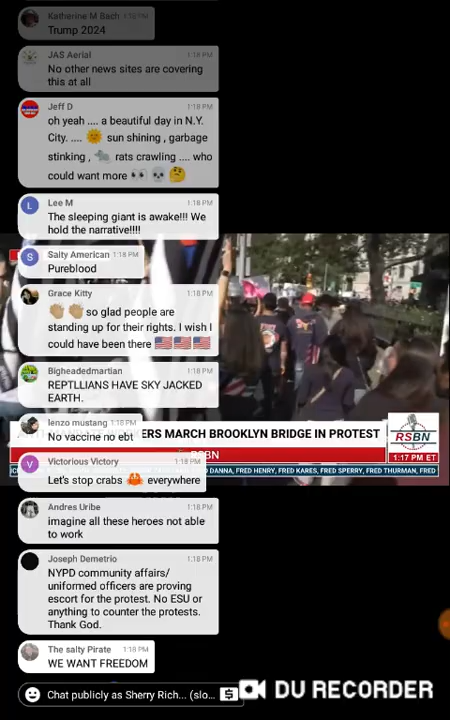 Katherine M Bach 1:18 PM
Trump 2024
JAS Aerial 1:18 PM
No other news sites are covering
this at all
Jeff D 1:18 PM
oh yeah .... a beautiful day in N.Y.
City. .... 🌞 sun shining , garbage
stinking , 🐀 rats crawling .... who
could want more 👀 💀 🤔
Lee M 1:18 PM
The sleeping giant is awake!!! We
hold the narrative!!!!
Salty American 1:18 PM
Pureblood
Grace Kitty 1:18 PM
👏🏽 👏🏽 so glad people are
standing up for their rights. I wish I
could have been there 🇺🇸🇺🇸🇺🇸
Bigheadedmartian 1:18 PM
REPTLLIANS HAVE SKY JACKED
EARTH.
lenzo mustang 1:18 PM
No vaccine no ebt
ERS MARCH BROOKLYN BRIDGE IN PROTEST
RSBN
RSBN
1:17 PM ET
Victorious Victory 1:18 PM
DANNA, FRED HENRY, FRED KARES, FRED SPERRY, FRED THURMAN, FRED
Let's stop crabs 🦀 everywhere
Andres Uribe 1:18 PM
imagine all these heroes not able
to work
Joseph Demetrio 1:18 PM
NYPD community affairs/
uniformed officers are proving
escort for the protest. No ESU or
anything to counter the protests.
Thank God.
The salty Pirate 1:18 PM
WE WANT FREEDOM
Chat publicly as Sherry Rich... (slo...
DU RECORDER